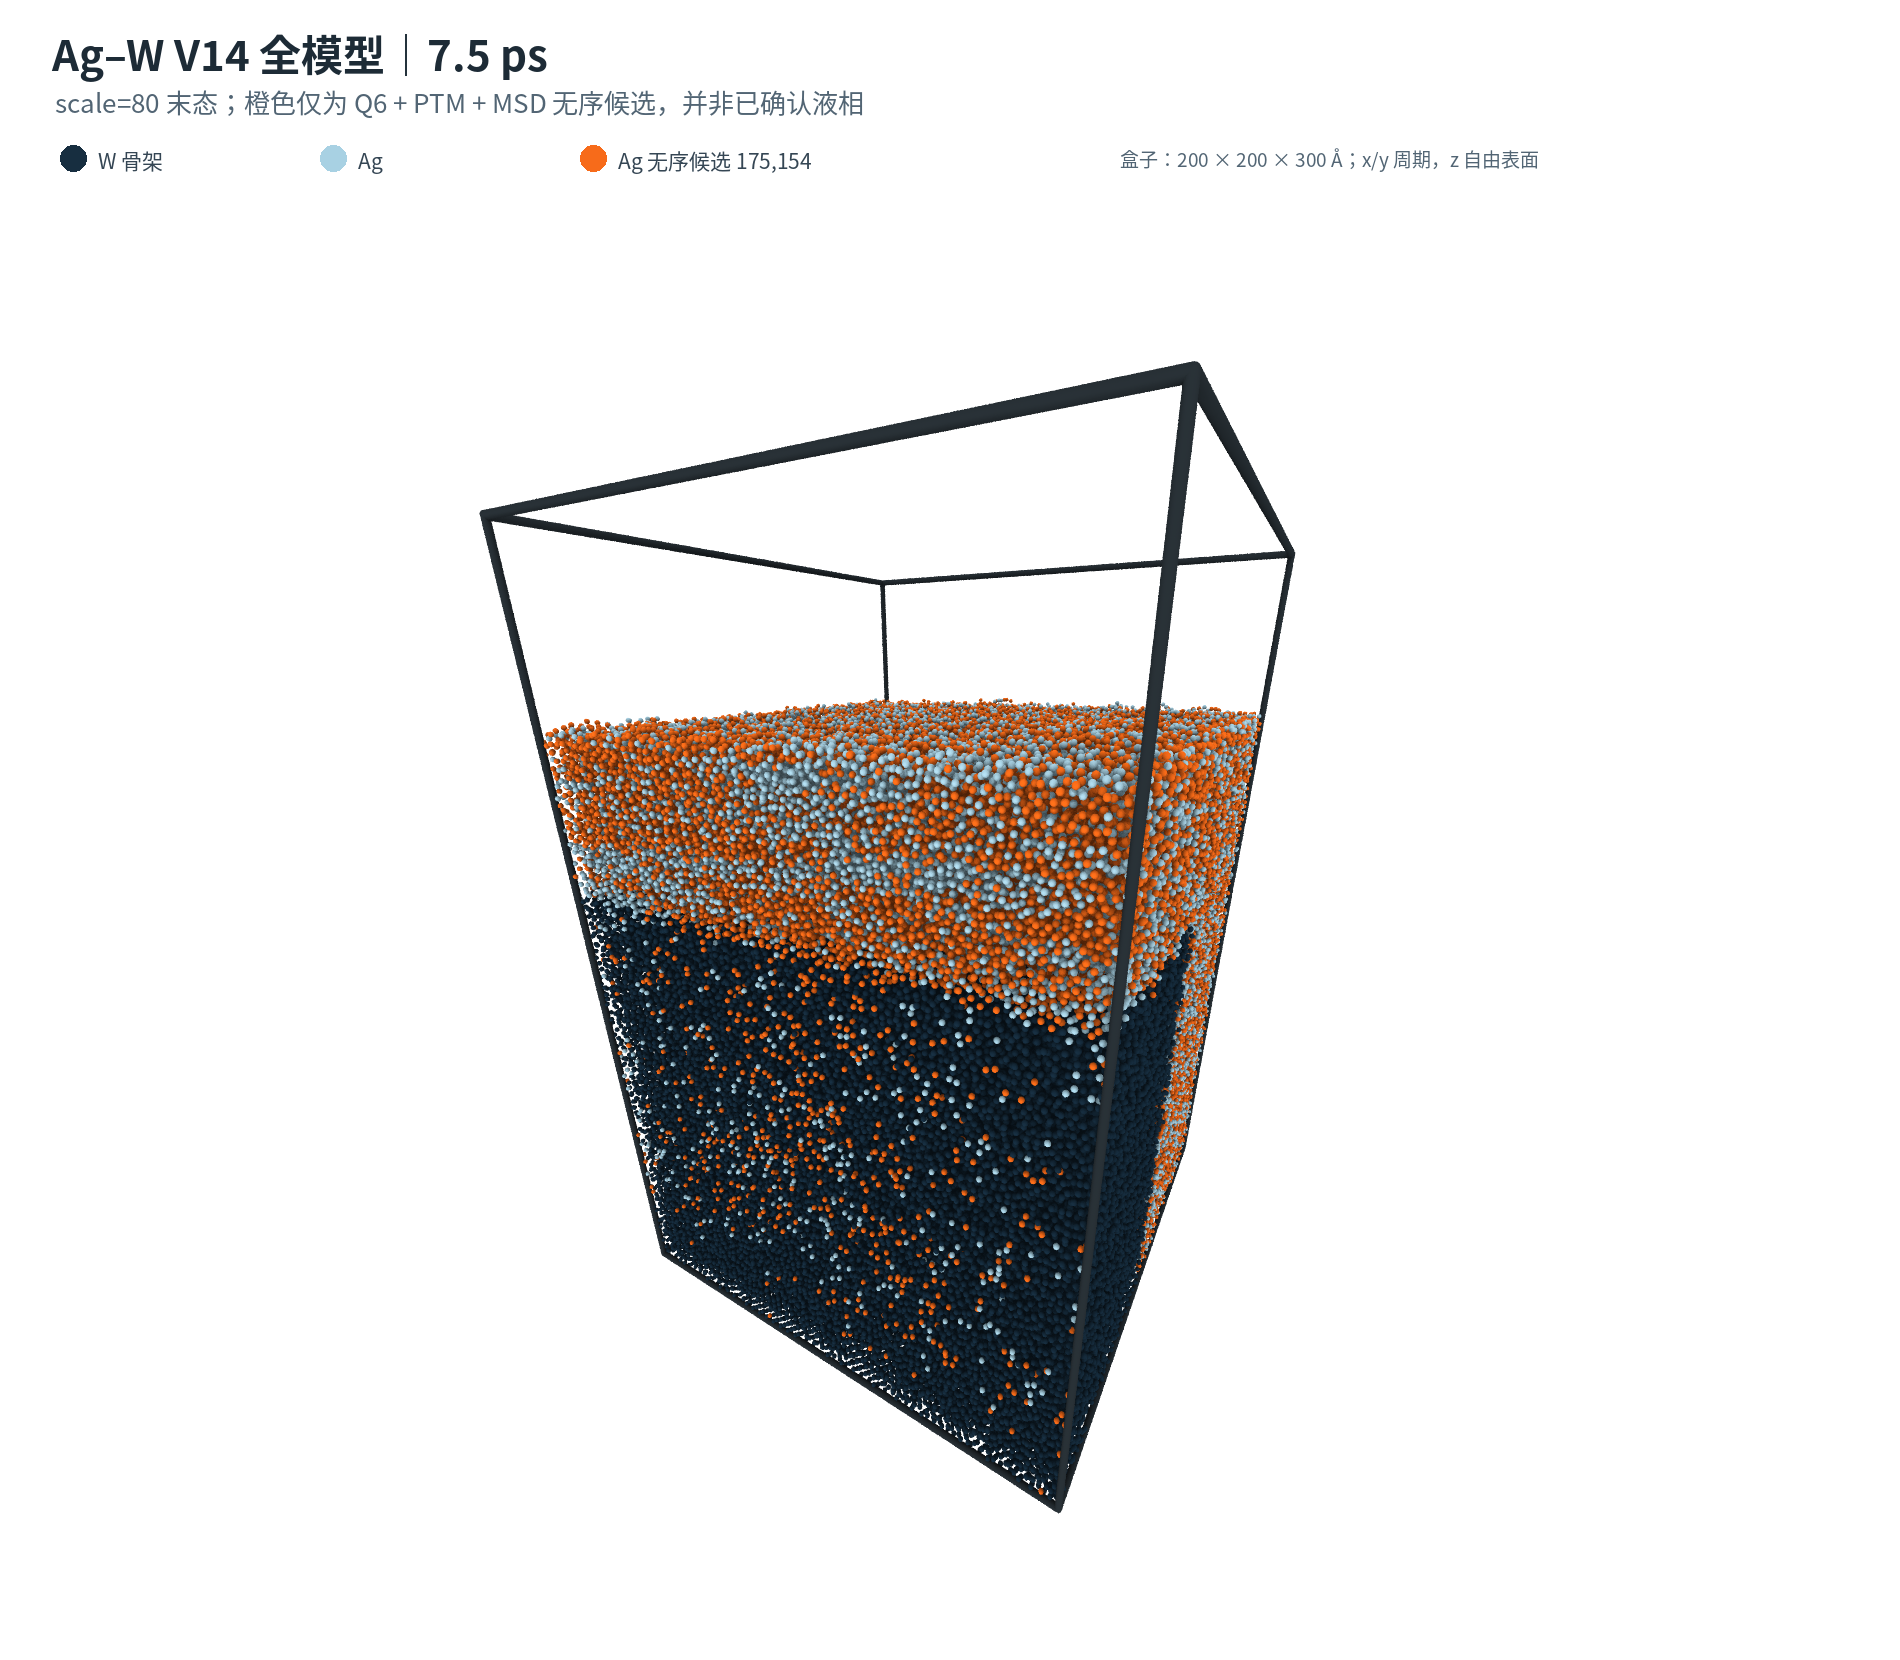 Ag–W V14 全模型｜7.5 ps
scale=80 末态；橙色仅为 Q6 + PTM + MSD 无序候选，并非已确认液相
W 骨架
Ag
Ag 无序候选 175,154
盒子：200 × 200 × 300 Å；x/y 周期，z 自由表面